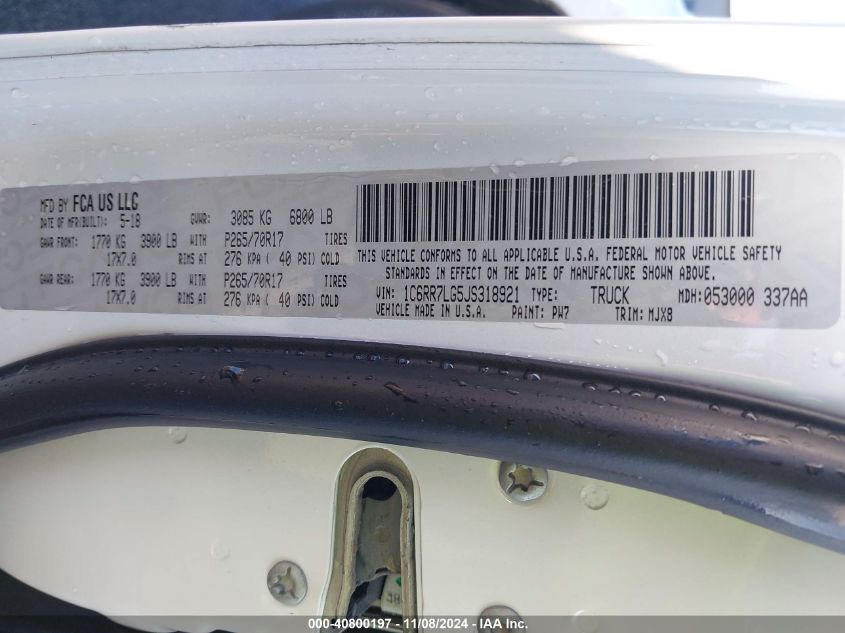 MFD BY FCA US LLC
DATE OF MFR(BUILT): 5-18 GVWR: 3085 KG 6800 LB
GAWR FRONT: 1770 KG 3900 LB WITH P265/70R17 TIRES
17X7.0 RIMS AT 276 KPA ( 40 PSI) COLD
GAWR REAR: 1770 KG 3900 LB WITH P265/70R17 TIRES
17X7.0 RIMS AT 276 KPA ( 40 PSI) COLD
THIS VEHICLE CONFORMS TO ALL APPLICABLE U.S.A. FEDERAL MOTOR VEHICLE SAFETY
STANDARDS IN EFFECT ON THE DATE OF MANUFACTURE SHOWN ABOVE.
VIN: 1C6RR7LG5JS318921 TYPE: TRUCK MDH: 053000 337AA
VEHICLE MADE IN U.S.A. PAINT: PW7 TRIM: MJX8
000-40800197 - 11/08/2024 - IAAI.com